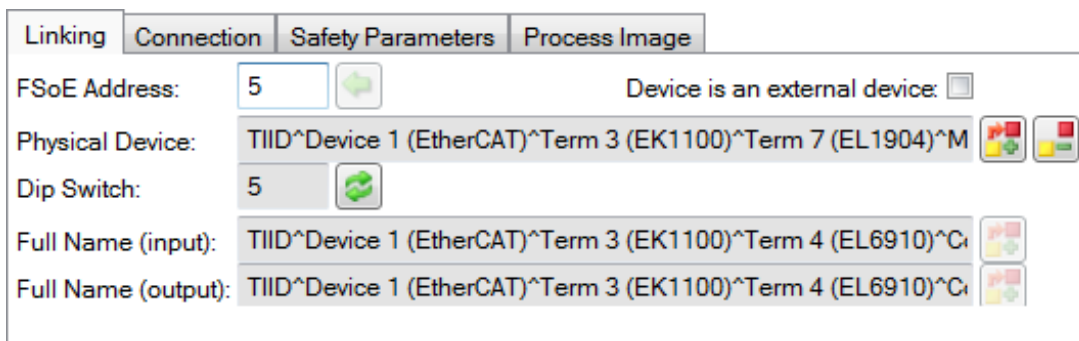 Linking Connection Safety Parameters Process Image
FSoE Address: 5 Device is an external device:
Physical Device: TIID^Device 1 (EtherCAT)^Term 3 (EK1100)^Term 7 (EL1904)^M
Dip Switch: 5
Full Name (input): TIID^Device 1 (EtherCAT)^Term 3 (EK1100)^Term 4 (EL6910)^Co
Full Name (output): TIID^Device 1 (EtherCAT)^Term 3 (EK1100)^Term 4 (EL6910)^Co